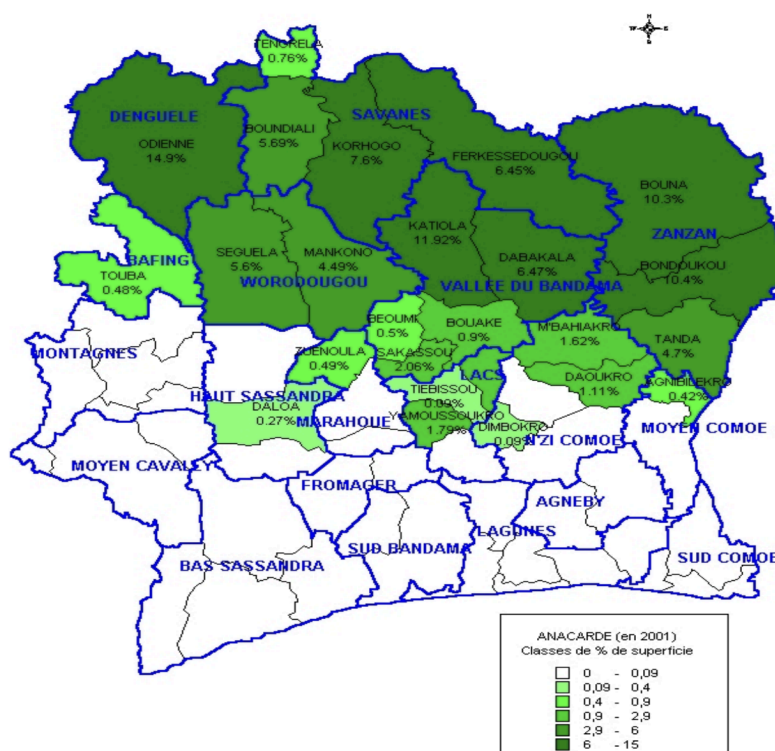 N
W E
S
TENGRELA
0.76%
DENGUELE
SAVANES
BOUNDIALI
5.69%
ODIENNE
14.9%
KORHOGO
7.6%
FERKESSEDOUGOU
6.45%
BOUNA
10.3%
KATIOLA
11.92%
ZANZAN
SEGUELA
5.6%
MANKONO
4.49%
DABAKALA
6.47%
BAFING
TOUBA
0.48%
WORODOUGOU
VALLEE DU BANDAMA
BONDOUKOU
10.4%
BEOUMI
0.5%
BOUAKE
0.9%
M'BAHIAKRO
1.62%
TANDA
4.7%
MONTAGNES
ZUENOULA
0.49%
SAKASSOU
2.06%
LACS
DAOUKRO
1.11%
AGNIBILEKRO
0.42%
HAUT SASSANDRA
TIEBISSOU
0.09%
DALOA
0.27%
MARAHOUE
YAMOUSSOUKRO
1.79%
DIMBOKRO
0.09%
N'ZI COMOE
MOYEN COMOE
MOYEN CAVALLY
FROMAGER
AGNEBY
LAGUNES
SUD BANDAMA
SUD COMOE
BAS SASSANDRA
ANACARDE (en 2001)
Classes de % de superficie
0 - 0,09
0,09 - 0,4
0,4 - 0,9
0,9 - 2,9
2,9 - 6
6 - 15